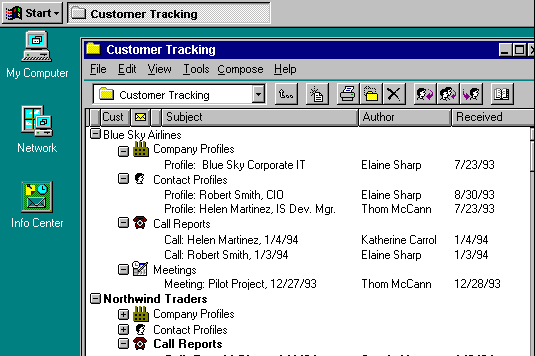 Start Customer Tracking
Customer Tracking
My Computer
Network
Info Center
File Edit View Tools Compose Help
Customer Tracking
Cust Subject Author Received
Blue Sky Airlines
Company Profiles
Profile: Blue Sky Corporate IT Elaine Sharp 7/23/93
Contact Profiles
Profile: Robert Smith, CIO Elaine Sharp 8/30/93
Profile: Helen Martinez, IS Dev. Mgr. Thom McCann 7/23/93
Call Reports
Call: Helen Martinez, 1/4/94 Katherine Carrol 1/4/94
Call: Robert Smith, 1/3/94 Elaine Sharp 1/3/94
Meetings
Meeting: Pilot Project, 12/27/93 Thom McCann 12/28/93
Northwind Traders
Company Profiles
Contact Profiles
Call Reports